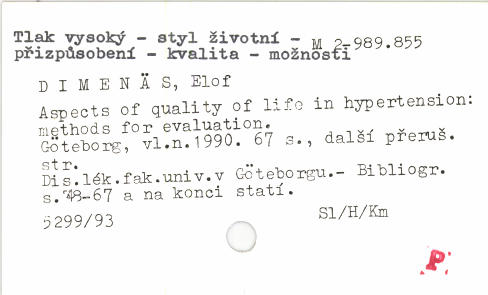 Tlak vysoký - styl životní - M 2-989.855
přizpůsobení - kvalita - možnosti
D I M E N Ä S, Elof
Aspects of quality of life in hypertension:
methods for evaluation.
Göteborg, vl.n.1990. 67 s., další přeruš.
str.
Dis.lék.fak.univ.v Göteborgu.- Bibliogr.
s.48-67 a na konci statí.
5299/93 Sl/H/Km
P